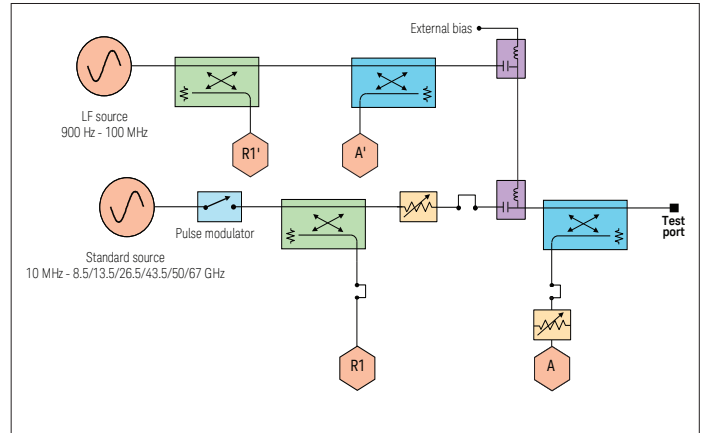 External bias
LF source
900 Hz - 100 MHz
R1'
A'
Pulse modulator
Test
port
Standard source
10 MHz - 8.5/13.5/26.5/43.5/50/67 GHz
R1
A